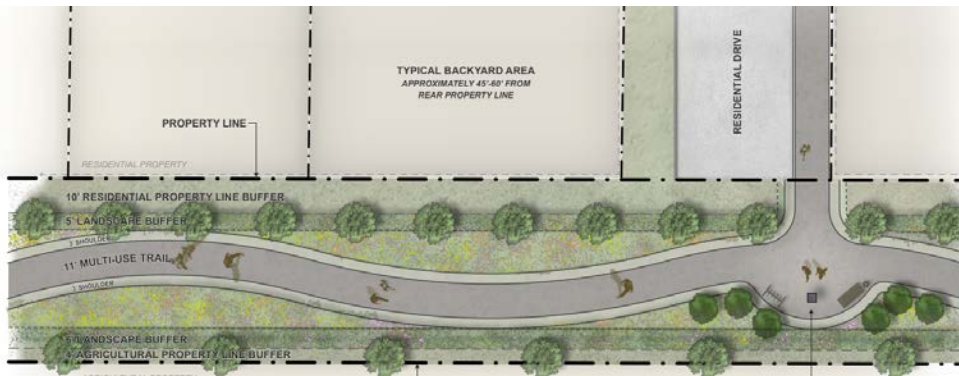 TYPICAL BACKYARD AREA
APPROXIMATELY 45'-60' FROM
REAR PROPERTY LINE
RESIDENTIAL DRIVE
PROPERTY LINE
RESIDENTIAL PROPERTY
10' RESIDENTIAL PROPERTY LINE BUFFER
5' LANDSCAPE BUFFER
SHOULDER
11' MULTI-USE TRAIL
SHOULDER
LANDSCAPE BUFFER
AGRICULTURAL PROPERTY LINE BUFFER